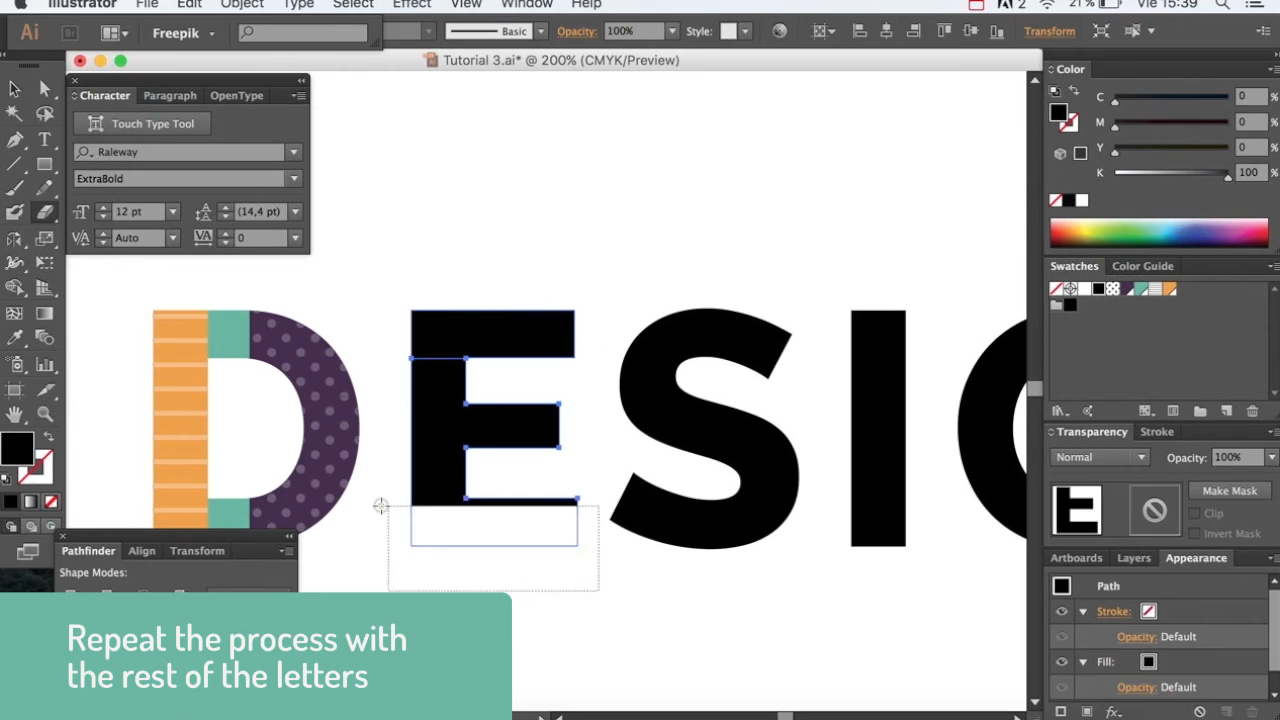 Illustrator File Edit Object Type Select Effect View Window Help 2 21% Vie 15:39
Ai Br Freepik Basic Opacity: 100% Style: Transform
Tutorial 3.ai* @ 200% (CMYK/Preview)
Character Paragraph OpenType
Touch Type Tool
Raleway
ExtraBold
12 pt (14,4 pt)
Auto 0
Color
C 0 %
M 0 %
Y 0 %
K 100 %
Swatches Color Guide
DESIG
Transparency Stroke
Normal Opacity: 100%
Make Mask
Clip
Invert Mask
Artboards Layers Appearance
Path
Stroke:
Opacity: Default
Fill:
Opacity: Default
Pathfinder Align Transform
Shape Modes:
Repeat the process with
the rest of the letters